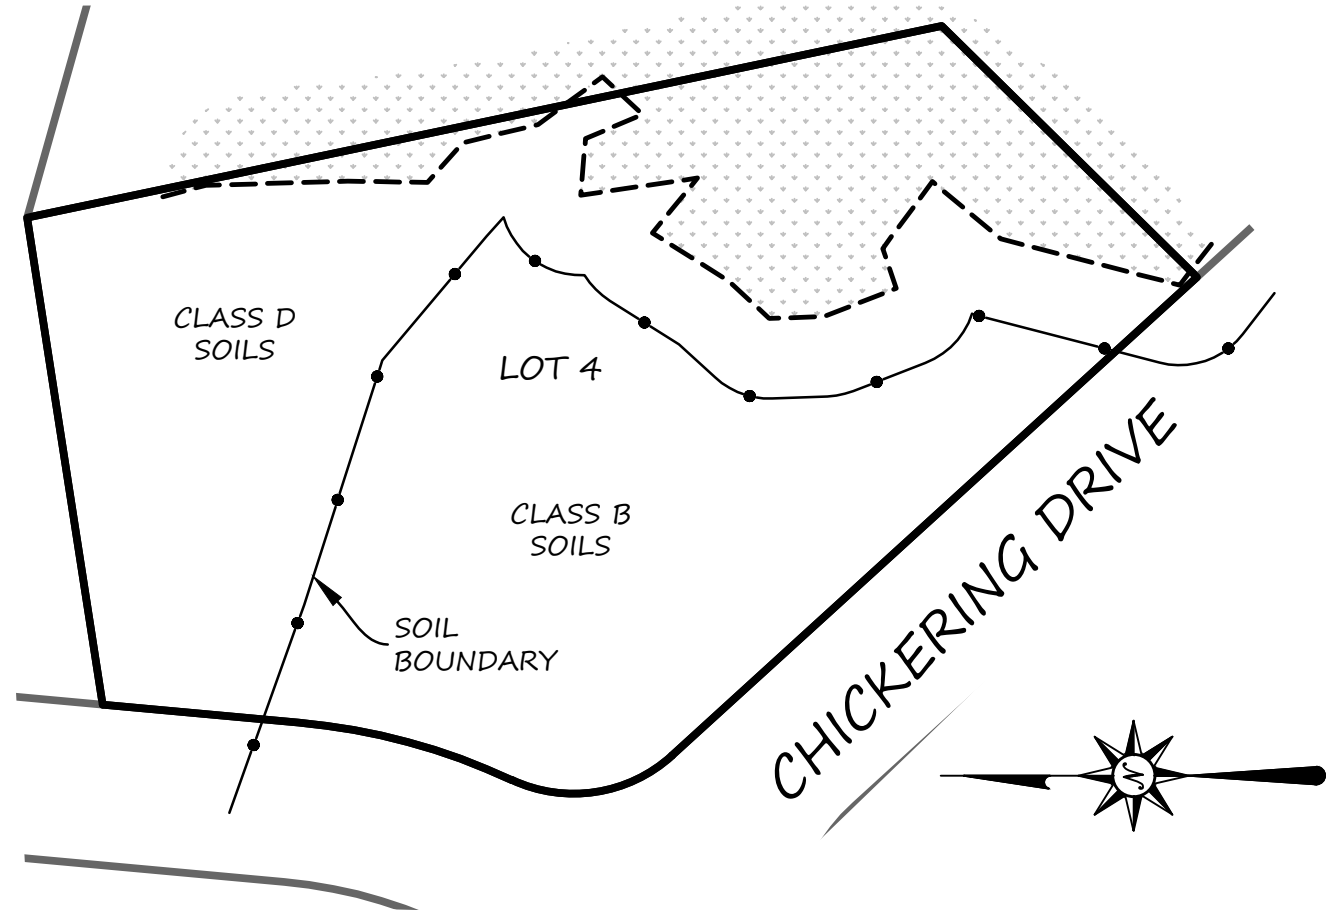 CLASS D
SOILS
LOT 4
CLASS B
SOILS
SOIL
BOUNDARY
CHICKERING DRIVE
N